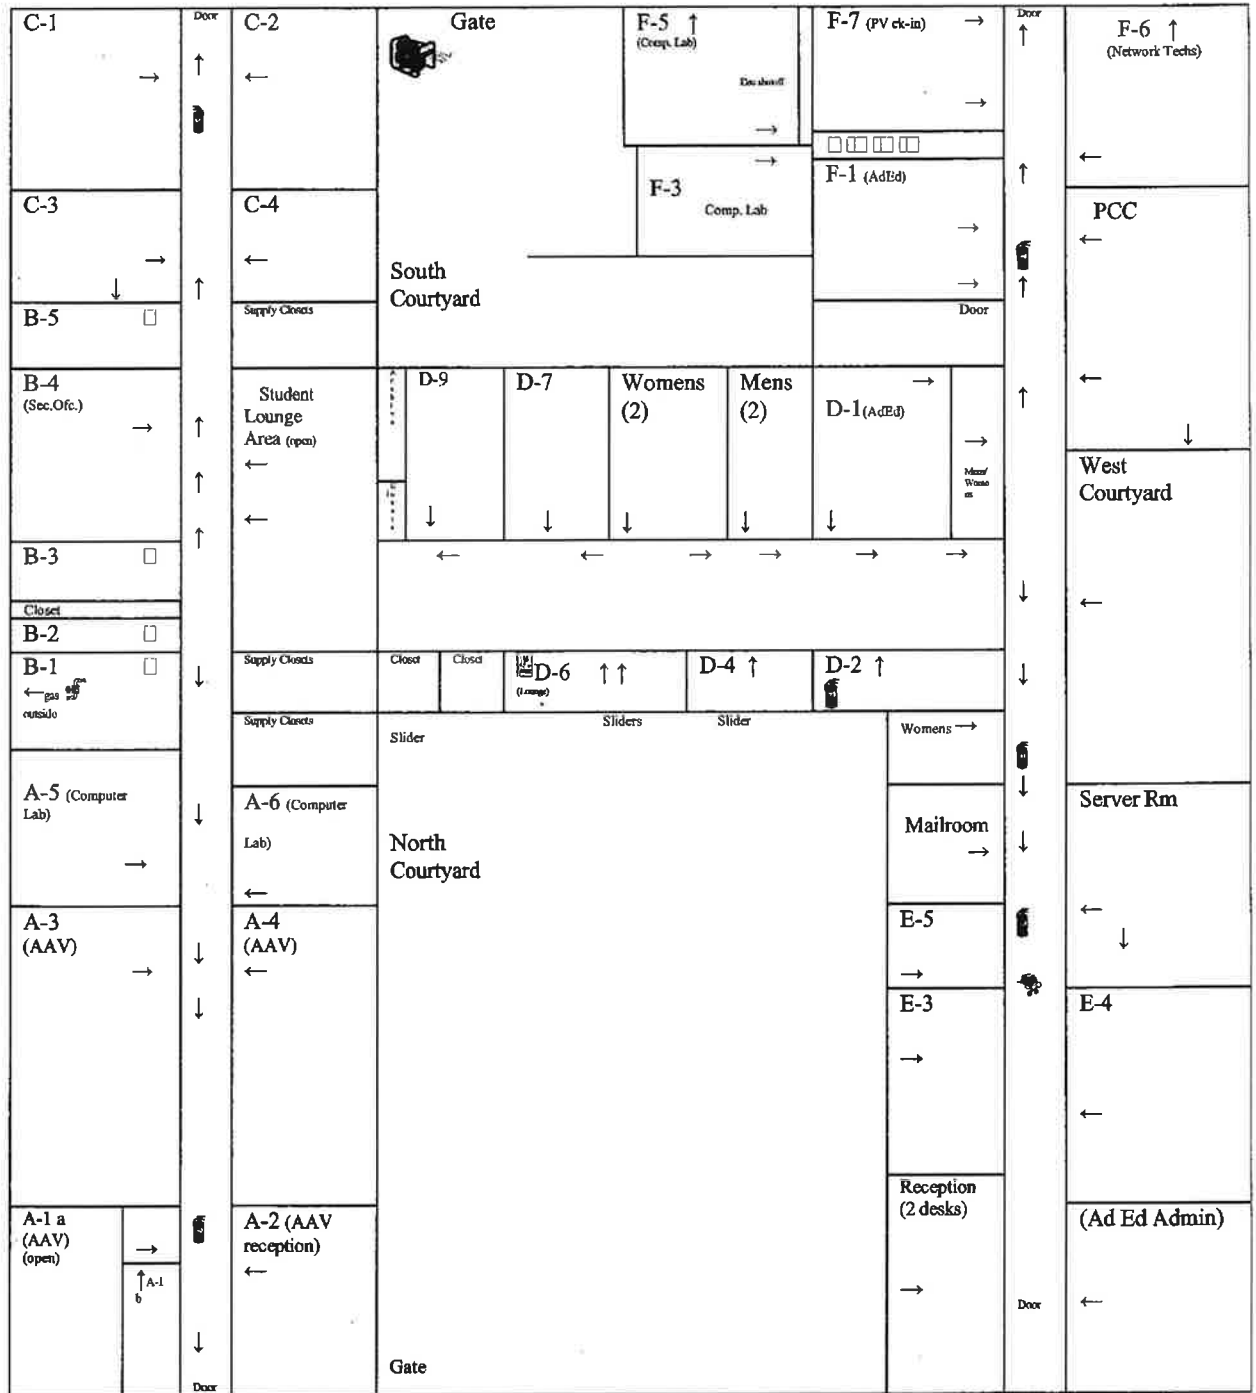 C-1
Door
C-2
Gate
F-5 ↑
(Comp. Lab)
F-7 (PV ck-in)
Door
F-6 ↑
(Network Techs)
F-1 (AdEd)
F-3
Comp. Lab
C-3
C-4
PCC
South
Courtyard
B-5
Supply Closets
Door
B-4
(Sec.Ofc.)
Student
Lounge
Area (open)
D-9
D-7
Womens
(2)
Mens
(2)
D-1 (AdEd)
Mens/
Wome
ns
West
Courtyard
B-3
Closet
B-2
B-1
←gas
outside
Supply Closets
Closet
Closet
D-6 ↑↑
(Lounge)
D-4 ↑
D-2 ↑
Supply Closets
Slider
Sliders
Slider
Womens →
A-5 (Computer
Lab)
A-6 (Computer
Lab)
North
Courtyard
Mailroom
Server Rm
A-3
(AAV)
A-4
(AAV)
E-5
E-3
E-4
A-1 a
(AAV)
(open)
↑A-1
b
A-2 (AAV
reception)
Reception
(2 desks)
(Ad Ed Admin)
Door
Gate
Door